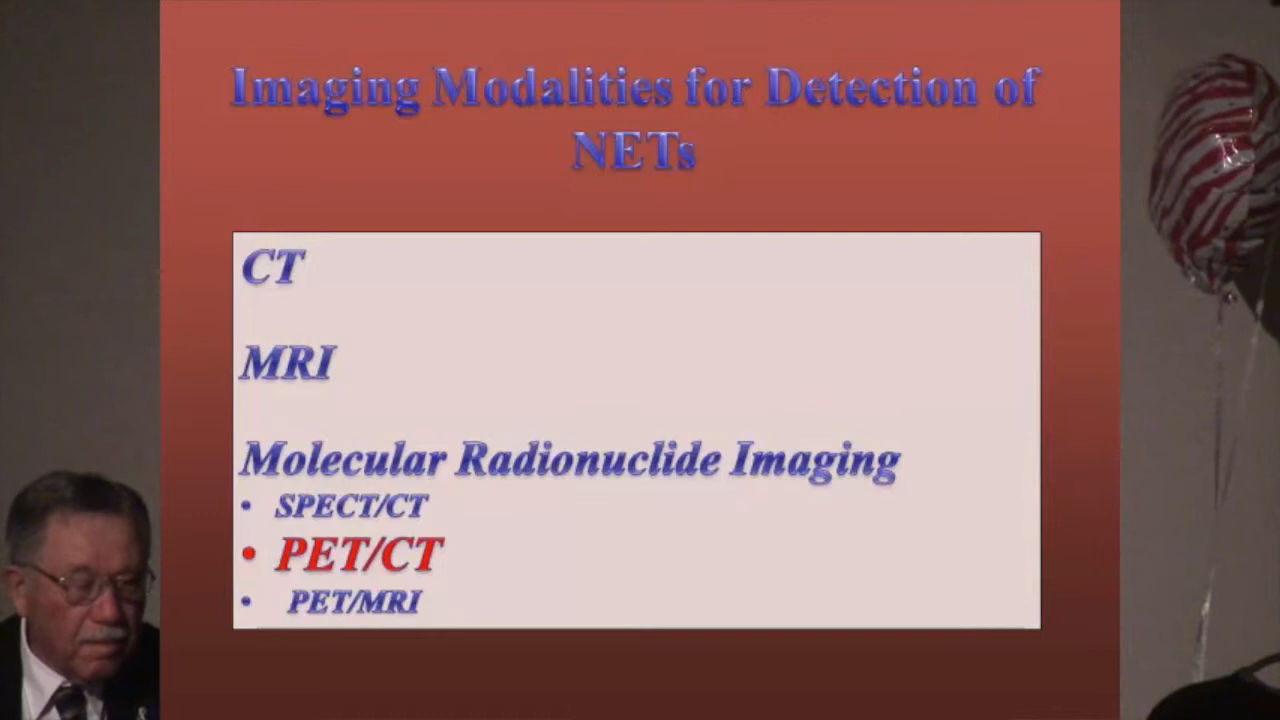 Imaging Modalities for Detection of
NETs
CT
MRI
Molecular Radionuclide Imaging
• SPECT/CT
• PET/CT
• PET/MRI